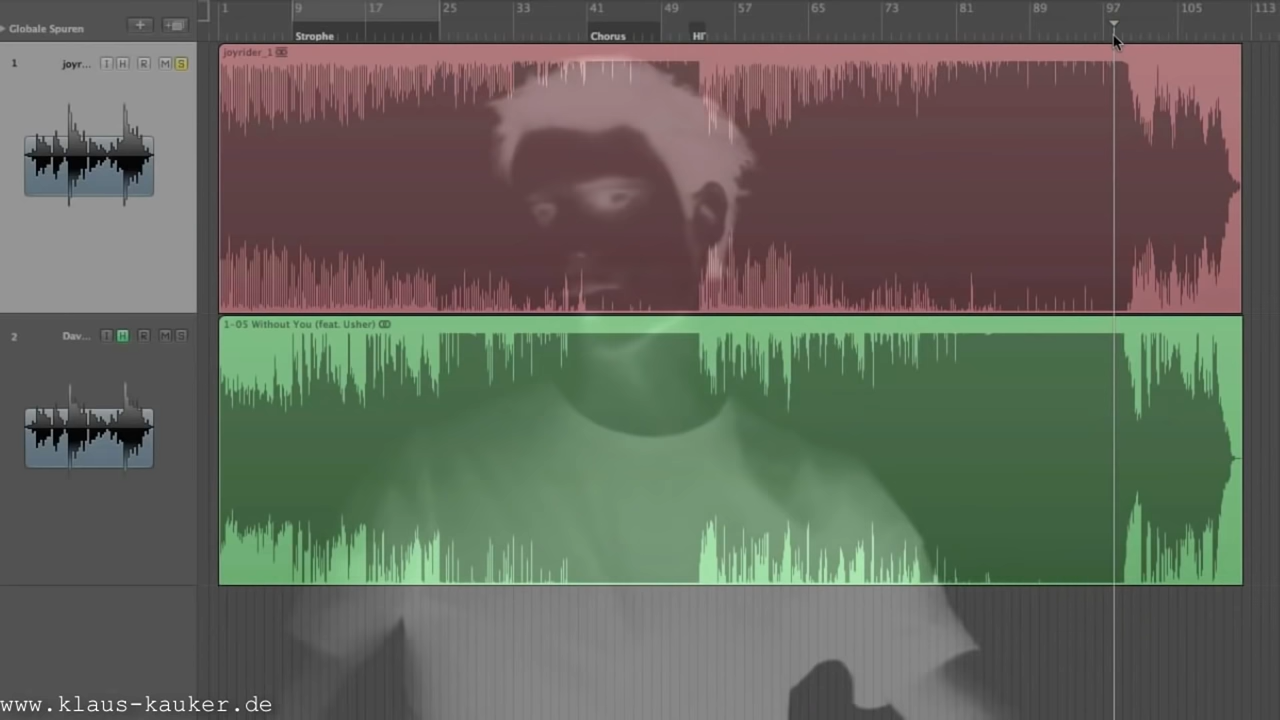 1 9 17 25 33 41 49 57 65 73 81 89 97 105 113
Globale Spuren
Strophe Chorus
1 joyr... I H R M S
joyrider_1
2 Dav... I H R M S
1-05 Without You (feat. Usher)
www.klaus-kauker.de